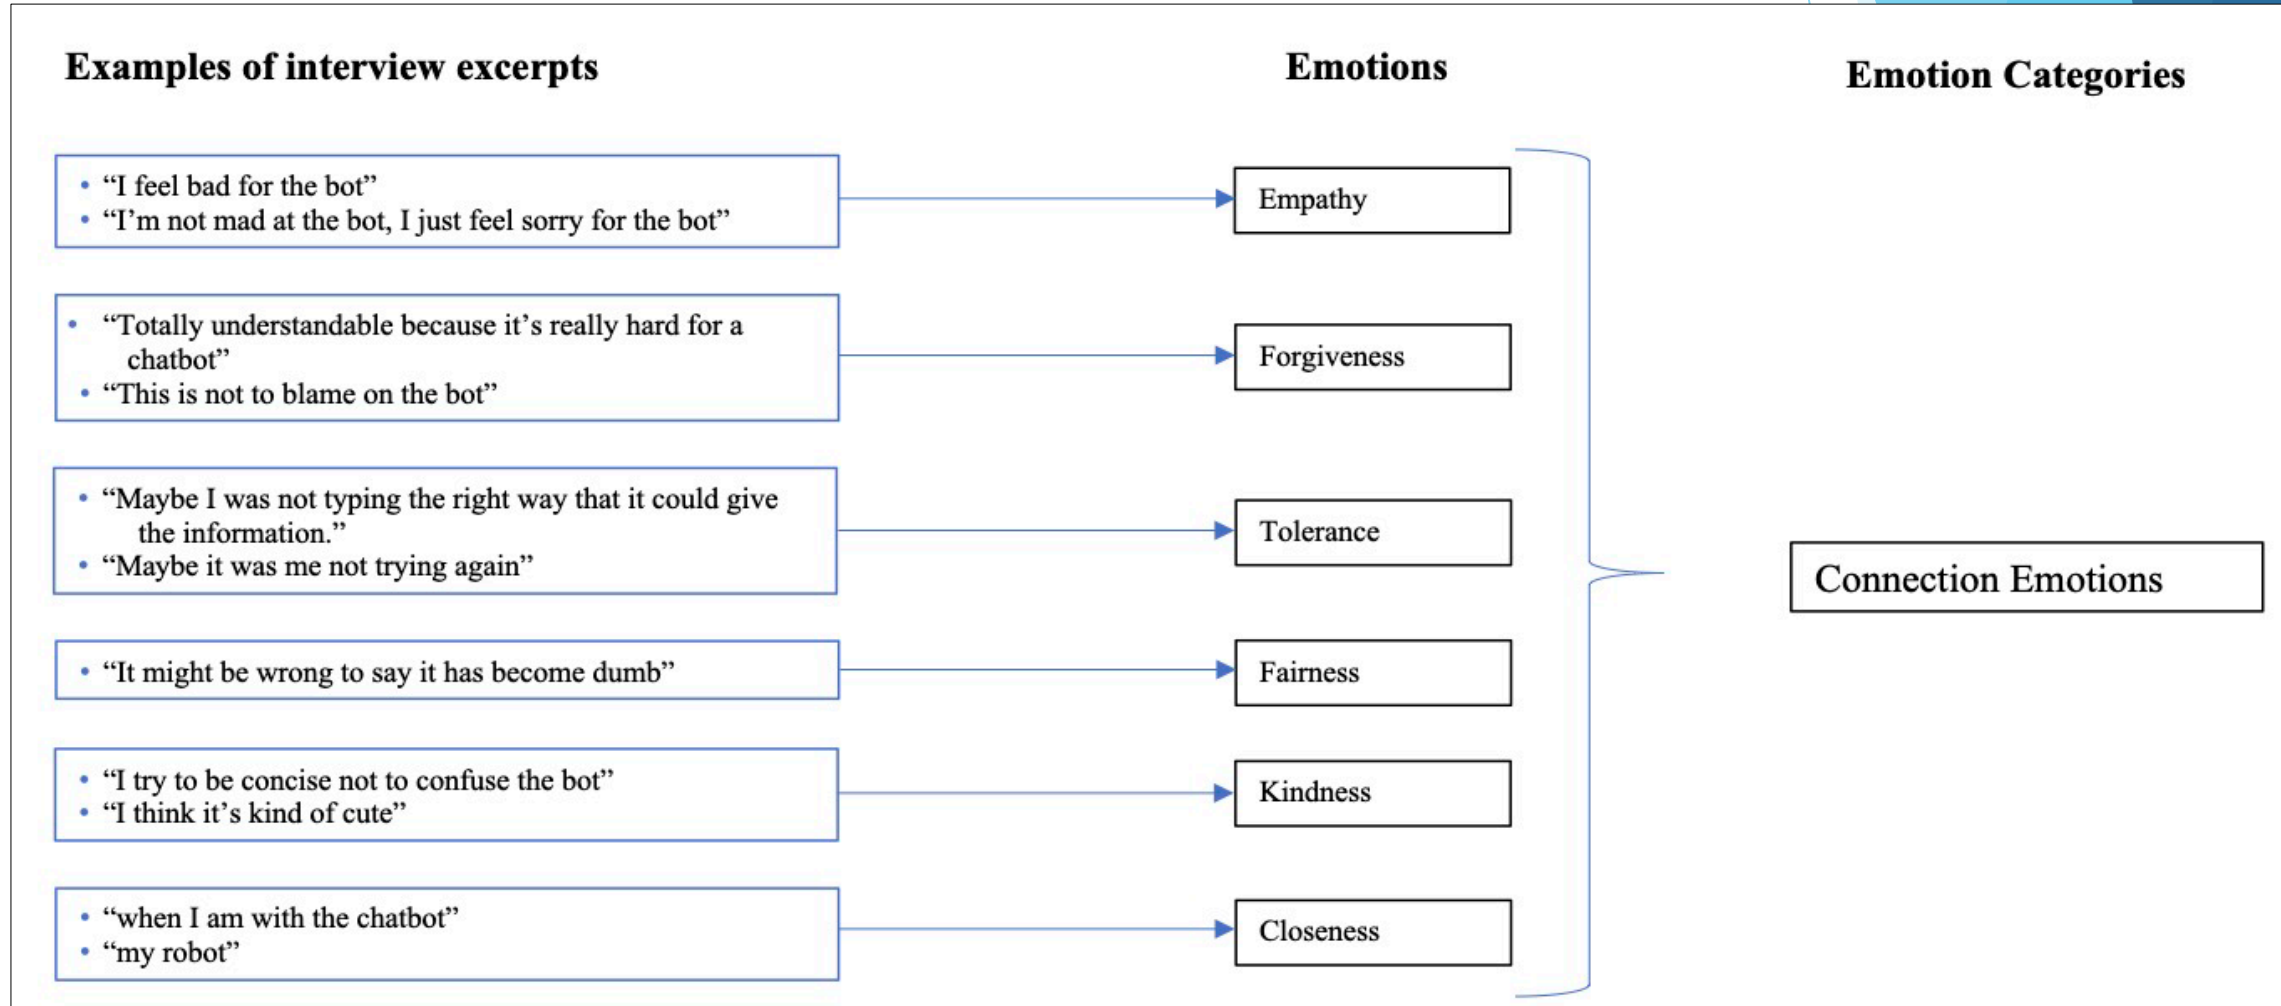 Examples of interview excerpts
Emotions
Emotion Categories
• “I feel bad for the bot”
• “I’m not mad at the bot, I just feel sorry for the bot”
Empathy
• “Totally understandable because it’s really hard for a
chatbot”
• “This is not to blame on the bot”
Forgiveness
• “Maybe I was not typing the right way that it could give
the information.”
• “Maybe it was me not trying again”
Tolerance
• “It might be wrong to say it has become dumb”
Fairness
• “I try to be concise not to confuse the bot”
• “I think it’s kind of cute”
Kindness
• “when I am with the chatbot”
• “my robot”
Closeness
Connection Emotions